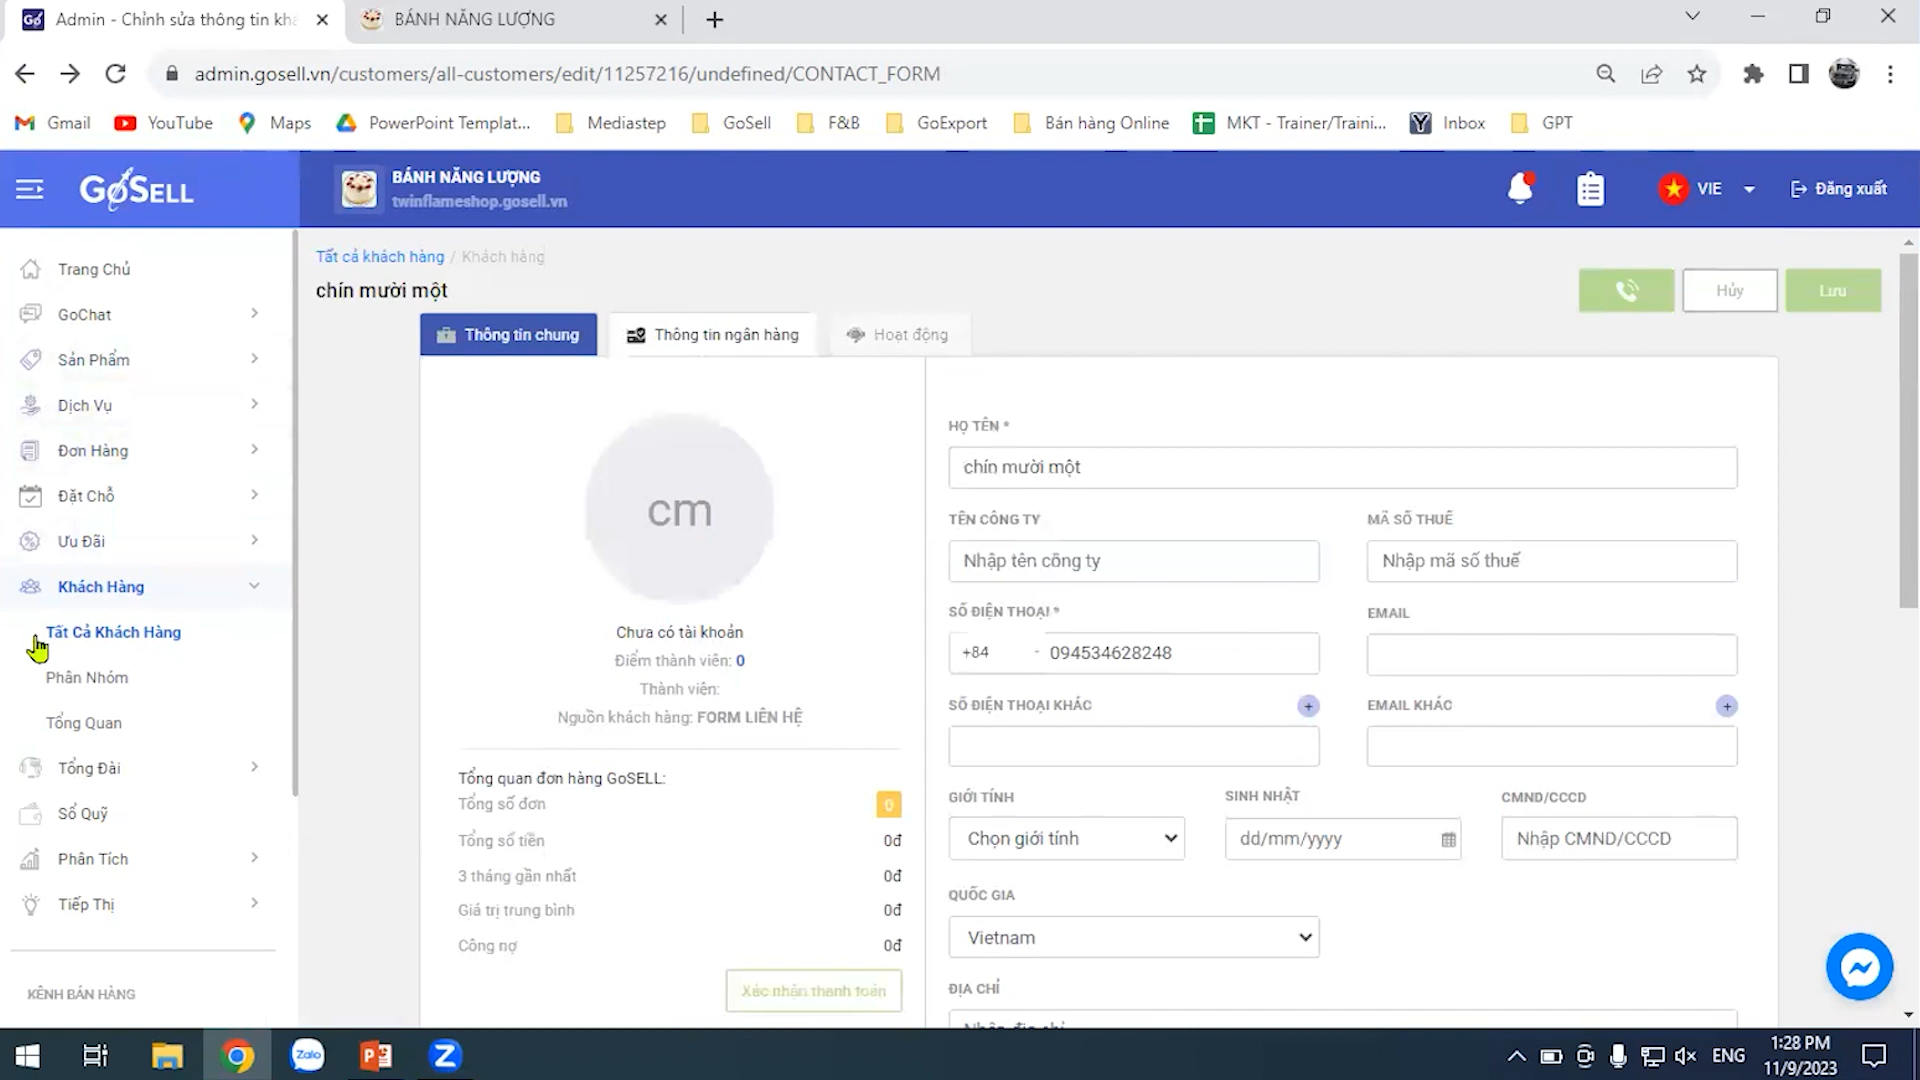 Admin - Chỉnh sửa thông tin khá
BÁNH NĂNG LƯỢNG
admin.gosell.vn/customers/all-customers/edit/11257216/undefined/CONTACT_FORM
Gmail
YouTube
Maps
PowerPoint Templat...
Mediastep
GoSell
F&B
GoExport
Bán hàng Online
MKT - Trainer/Traini...
Inbox
GPT
GOSELL
BÁNH NĂNG LƯỢNG
twinflameshop.gosell.vn
VIE
Đăng xuất
Trang Chủ
GoChat
Sản Phẩm
Dịch Vụ
Đơn Hàng
Đặt Chỗ
Ưu Đãi
Khách Hàng
Tất Cả Khách Hàng
Phân Nhóm
Tổng Quan
Tổng Đài
Sổ Quỹ
Phân Tích
Tiếp Thị
KÊNH BÁN HÀNG
Tất cả khách hàng / Khách hàng
chín mười một
Hủy
Lưu
Thông tin chung
Thông tin ngân hàng
Hoạt động
cm
Chưa có tài khoản
Điểm thành viên: 0
Thành viên:
Nguồn khách hàng: FORM LIÊN HỆ
Tổng quan đơn hàng GoSELL:
Tổng số đơn 0
Tổng số tiền 0đ
3 tháng gần nhất 0đ
Giá trị trung bình 0đ
Công nợ 0đ
Xác nhận thanh toán
HỌ TÊN *
chín mười một
TÊN CÔNG TY
Nhập tên công ty
MÃ SỐ THUẾ
Nhập mã số thuế
SỐ ĐIỆN THOẠI *
+84 - 094534628248
EMAIL
SỐ ĐIỆN THOẠI KHÁC
EMAIL KHÁC
GIỚI TÍNH
Chọn giới tính
SINH NHẬT
dd/mm/yyyy
CMND/CCCD
Nhập CMND/CCCD
QUỐC GIA
Vietnam
ĐỊA CHỈ
Nhập địa chỉ
Zalo
ENG
1:28 PM
11/9/2023